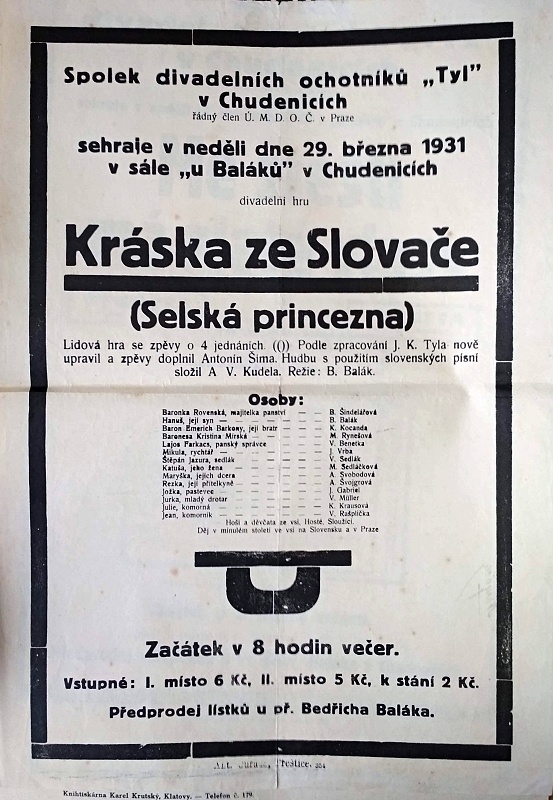 Spolek divadelních ochotníků „Tyl”
v Chudenicích
řádný člen Ú. M. D. O. Č. v Praze
sehraje v neděli dne 29. března 1931
v sále „u Baláků” v Chudenicích
divadelní hru
Kráska ze Slovače
(Selská princezna)
Lidová hra se zpěvy o 4 jednáních. (()) Podle zpracování J. K. Tyla nově
upravil a zpěvy doplnil Antonín Šíma. Hudbu s použitím slovenských písní
složil A V. Kudela. Režie: B. Balák.
Osoby:
Baronka Rovenská, majitelka panství — — B. Šindelářová
Hanuš, její syn — — — — — B. Balák
Baron Emerich Barkony, její bratr — — K. Kocanda
Baronesa Kristina Mirská — — — — M. Rynešová
Lajos Farkacs, panský správce — — V. Benetka
Mikula, rychtář — — — — — J. Vrba
Štěpán Jazura, sedlák — — — — V. Sedlák
Katuša, jeho žena — — — — — M. Sedláčková
Maryška, jejich dcera — — — — A. Svobodová
Rezka, její přítelkyně — — — — A. Švojgrová
Jožka, pastevec — — — — — J. Gabriel
Jurka, mladý drotar — — — — V. Müller
Julie, komorná — — — — — K. Krausová
Jean, komorník — — — — — V. Rašplička
Hoši a děvčata ze vsi, Hosté, Sloužící.
Děj v minulém století ve vsi na Slovensku a v Praze
Začátek v 8 hodin večer.
Vstupné: I. místo 6 Kč, II. místo 5 Kč, k stání 2 Kč.
Předprodej lístků u př. Bedřicha Baláka.
Přeštice. 354
Knihtiskárna Karel Krutský, Klatovy. — Telefon č. 179.